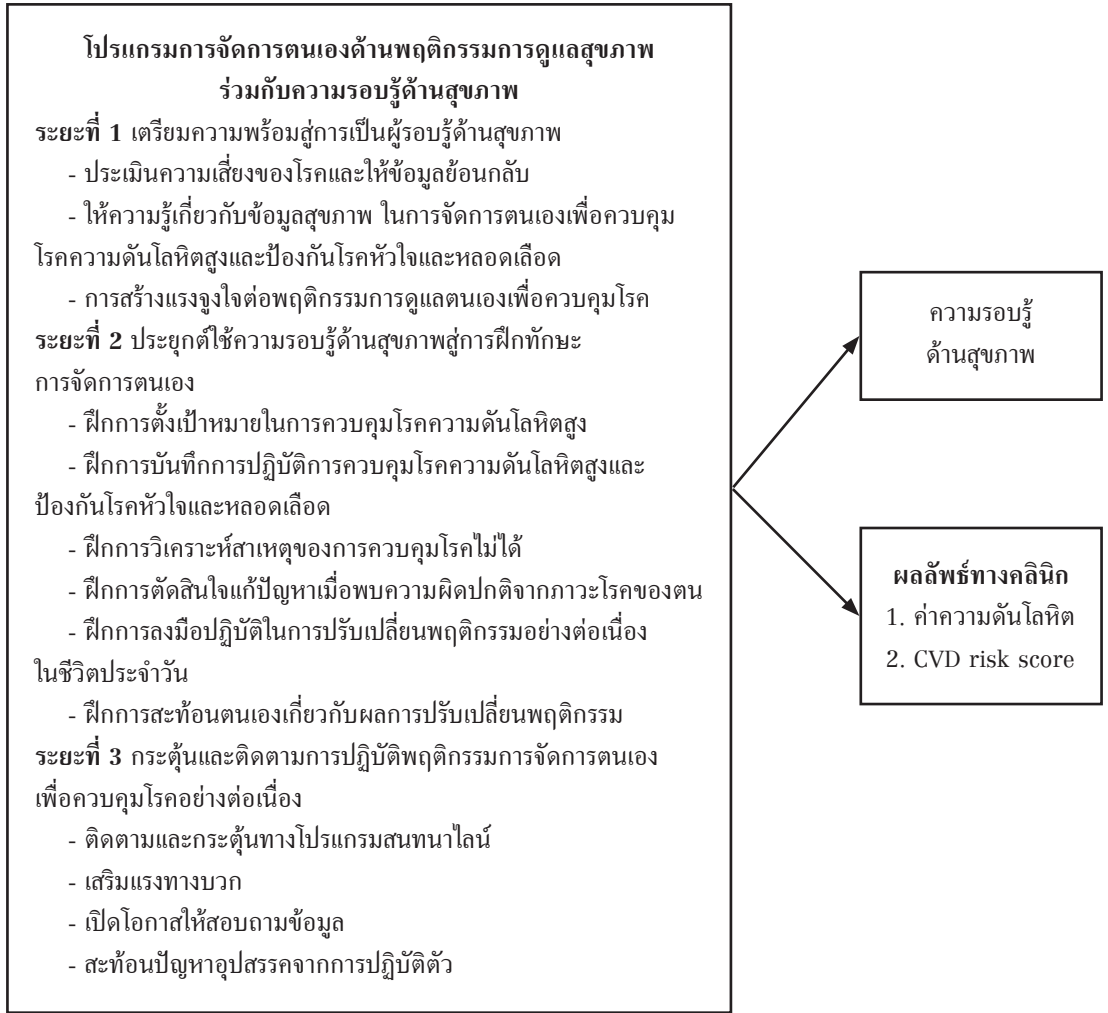 โปรแกรมการจัดการตนเองด้านพฤติกรรมการดูแลสุขภาพ
ร่วมกับความรอบรู้ด้านสุขภาพ
ระยะที่ 1 เตรียมความพร้อมสู่การเป็นผู้รอบรู้ด้านสุขภาพ
- ประเมินความเสี่ยงของโรคและให้ข้อมูลย้อนกลับ
- ให้ความรู้เกี่ยวกับข้อมูลสุขภาพ ในการจัดการตนเองเพื่อควบคุม
โรคความดันโลหิตสูงและป้องกันโรคหัวใจและหลอดเลือด
- การสร้างแรงจูงใจต่อพฤติกรรมการดูแลตนเองเพื่อควบคุมโรค
ระยะที่ 2 ประยุกต์ใช้ความรอบรู้ด้านสุขภาพสู่การฝึกทักษะ
การจัดการตนเอง
- ฝึกการตั้งเป้าหมายในการควบคุมโรคความดันโลหิตสูง
- ฝึกการบันทึกการปฏิบัติการควบคุมโรคความดันโลหิตสูงและ
ป้องกันโรคหัวใจและหลอดเลือด
- ฝึกการวิเคราะห์สาเหตุของการควบคุมโรคไม่ได้
- ฝึกการตัดสินใจแก้ปัญหาเมื่อพบความผิดปกติจากภาวะโรคของตน
- ฝึกการลงมือปฏิบัติในการปรับเปลี่ยนพฤติกรรมอย่างต่อเนื่อง
ในชีวิตประจำวัน
- ฝึกการสะท้อนตนเองเกี่ยวกับผลการปรับเปลี่ยนพฤติกรรม
ระยะที่ 3 กระตุ้นและติดตามการปฏิบัติพฤติกรรมการจัดการตนเอง
เพื่อควบคุมโรคอย่างต่อเนื่อง
- ติดตามและกระตุ้นทางโปรแกรมสนทนาไลน์
- เสริมแรงทางบวก
- เปิดโอกาสให้สอบถามข้อมูล
- สะท้อนปัญหาอุปสรรคจากการปฏิบัติตัว
ความรอบรู้
ด้านสุขภาพ
ผลลัพธ์ทางคลินิก
1. ค่าความดันโลหิต
2. CVD risk score